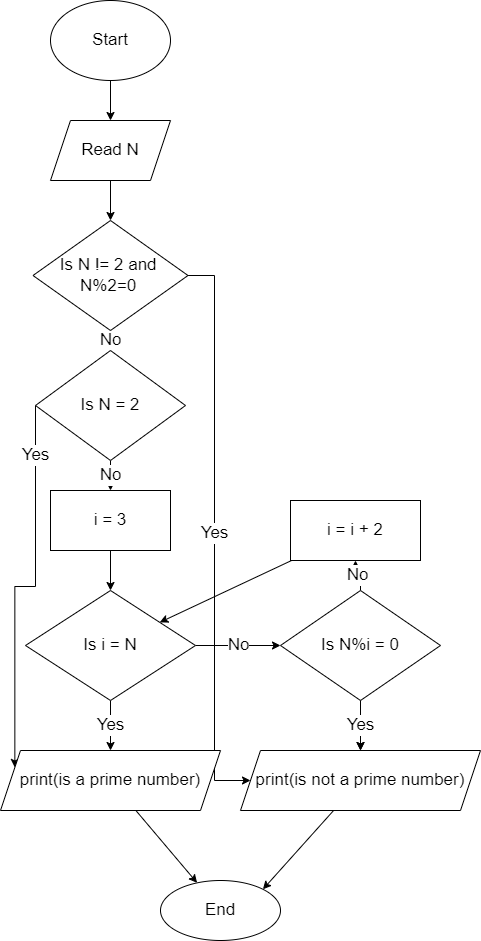 Start
Read N
Is N != 2 and
N%2=0
No
Is N = 2
Yes
No
i = 3
Yes
i = i + 2
No
Is i = N
No
Is N%i = 0
Yes
Yes
print(is a prime number)
print(is not a prime number)
End